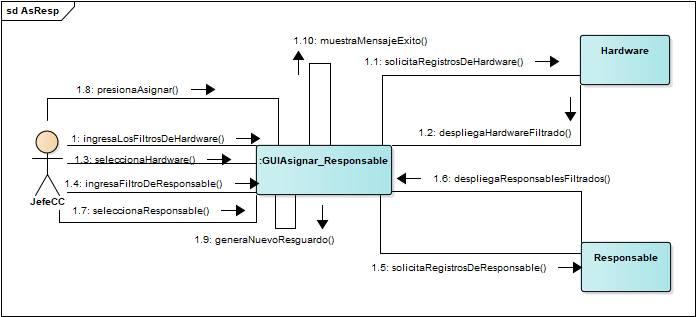 sd AsResp
1.10: muestraMensajeExito()
Hardware
1.1: solicitaRegistrosDeHardware()
1.8: presionaAsignar()
1: ingresaLosFiltrosDeHardware()
1.2: despliegaHardwareFiltrado()
1.3: seleccionaHardware()
:GUIAsignar_Responsable
1.4: ingresaFiltroDeResponsable()
1.6: despliegaResponsablesFiltrados()
JefeCC
1.7: seleccionaResponsable()
1.9: generaNuevoResguardo()
Responsable
1.5: solicitaRegistrosDeResponsable()